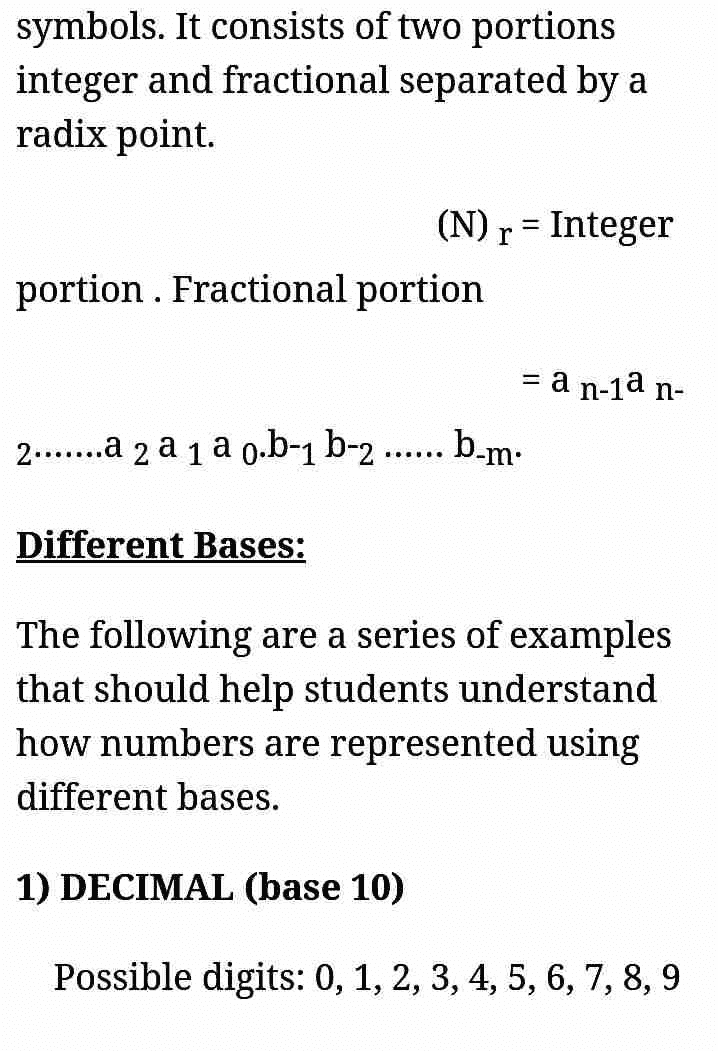 symbols. It consists of two portions
integer and fractional separated by a
radix point.
(N) r = Integer
portion . Fractional portion
= a n-1a n-
2.......a 2 a 1 a 0.b-1 b-2 ...... b-m.
Different Bases:
The following are a series of examples
that should help students understand
how numbers are represented using
different bases.
1) DECIMAL (base 10)
Possible digits: 0, 1, 2, 3, 4, 5, 6, 7, 8, 9